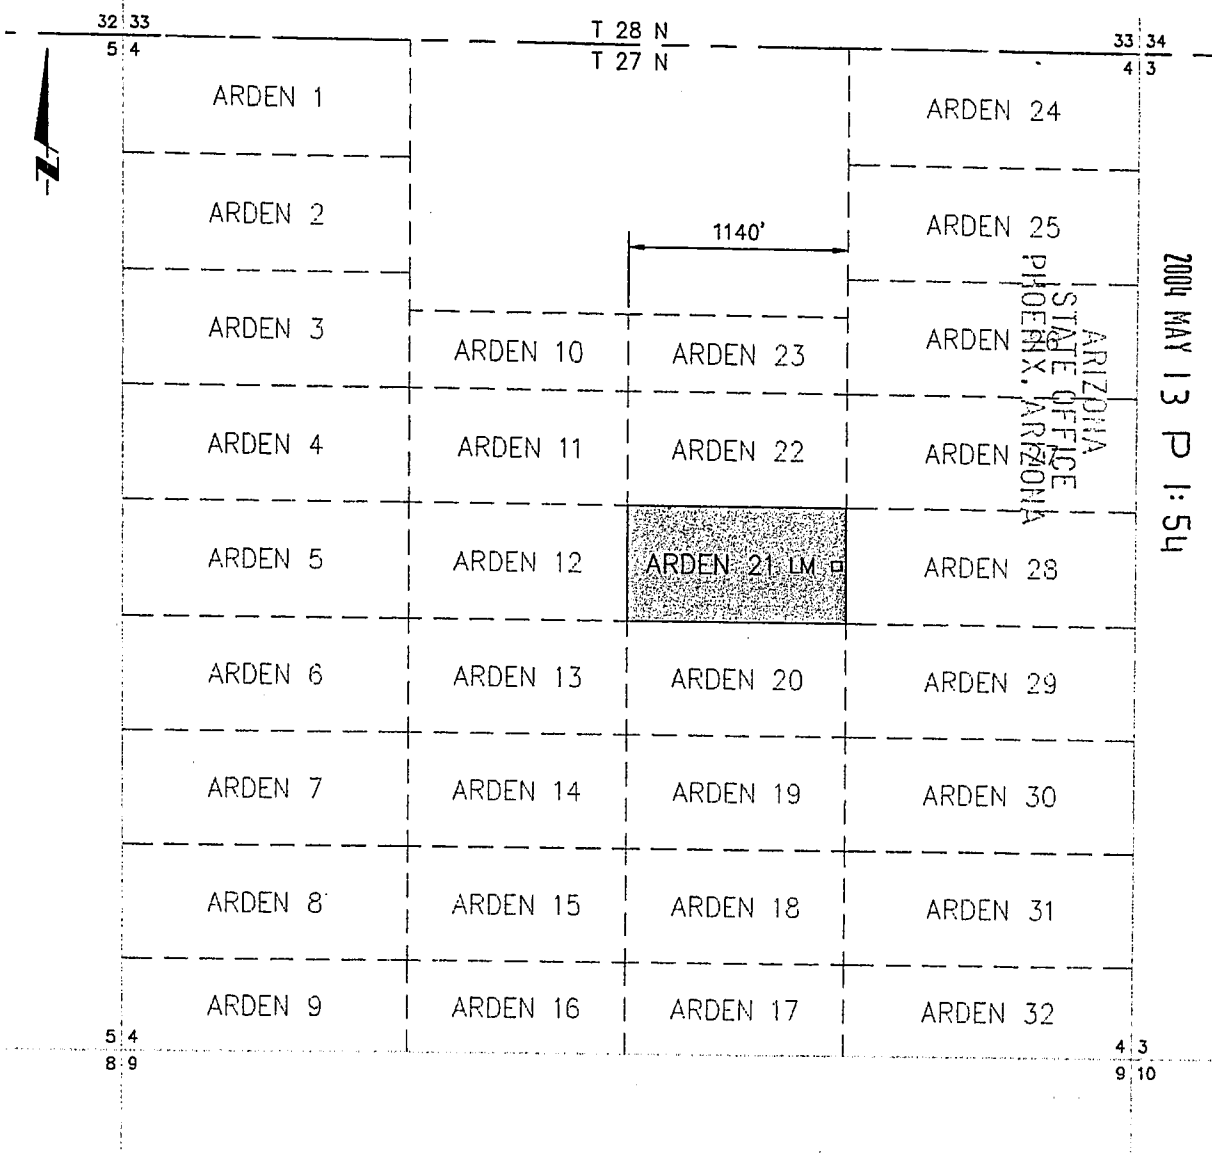 32 33
T 28 N
33 34
5 4
T 27 N
4 3
N
ARDEN 1
ARDEN 24
ARDEN 2
ARDEN 25
1140'
ARDEN 3
ARDEN 10
ARDEN 23
ARDEN 26
ARDEN 4
ARDEN 11
ARDEN 22
ARDEN 27
ARDEN 5
ARDEN 12
ARDEN 21 LM
ARDEN 28
ARDEN 6
ARDEN 13
ARDEN 20
ARDEN 29
ARDEN 7
ARDEN 14
ARDEN 19
ARDEN 30
ARDEN 8
ARDEN 15
ARDEN 18
ARDEN 31
ARDEN 9
ARDEN 16
ARDEN 17
ARDEN 32
5 4
4 3
8 9
9 10
2004 MAY 13 P 1:54
ARIZONA
STATE OFFICE
PHOENIX, ARIZONA